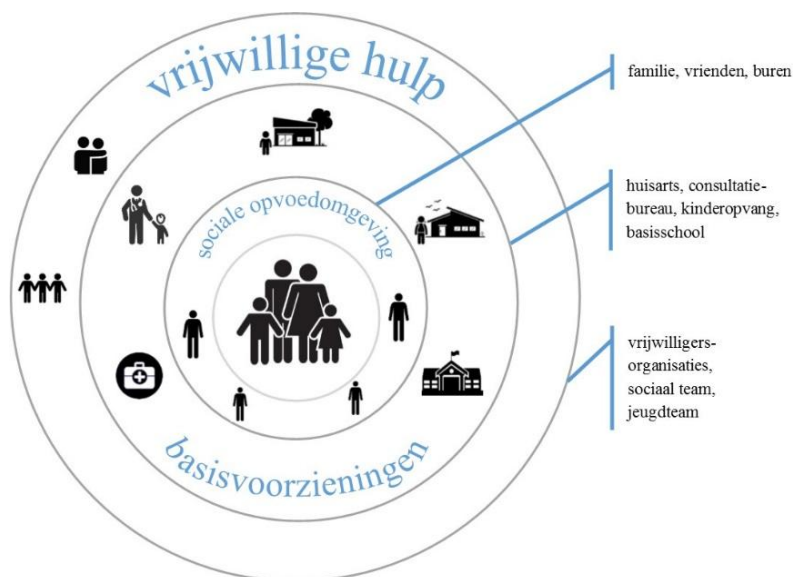 vrijwillige hulp
sociale opvoedomgeving
basisvoorzieningen
familie, vrienden, buren
huisarts, consultatie-
bureau, kinderopvang,
basisschool
vrijwilligers-
organisaties,
sociaal team,
jeugdteam